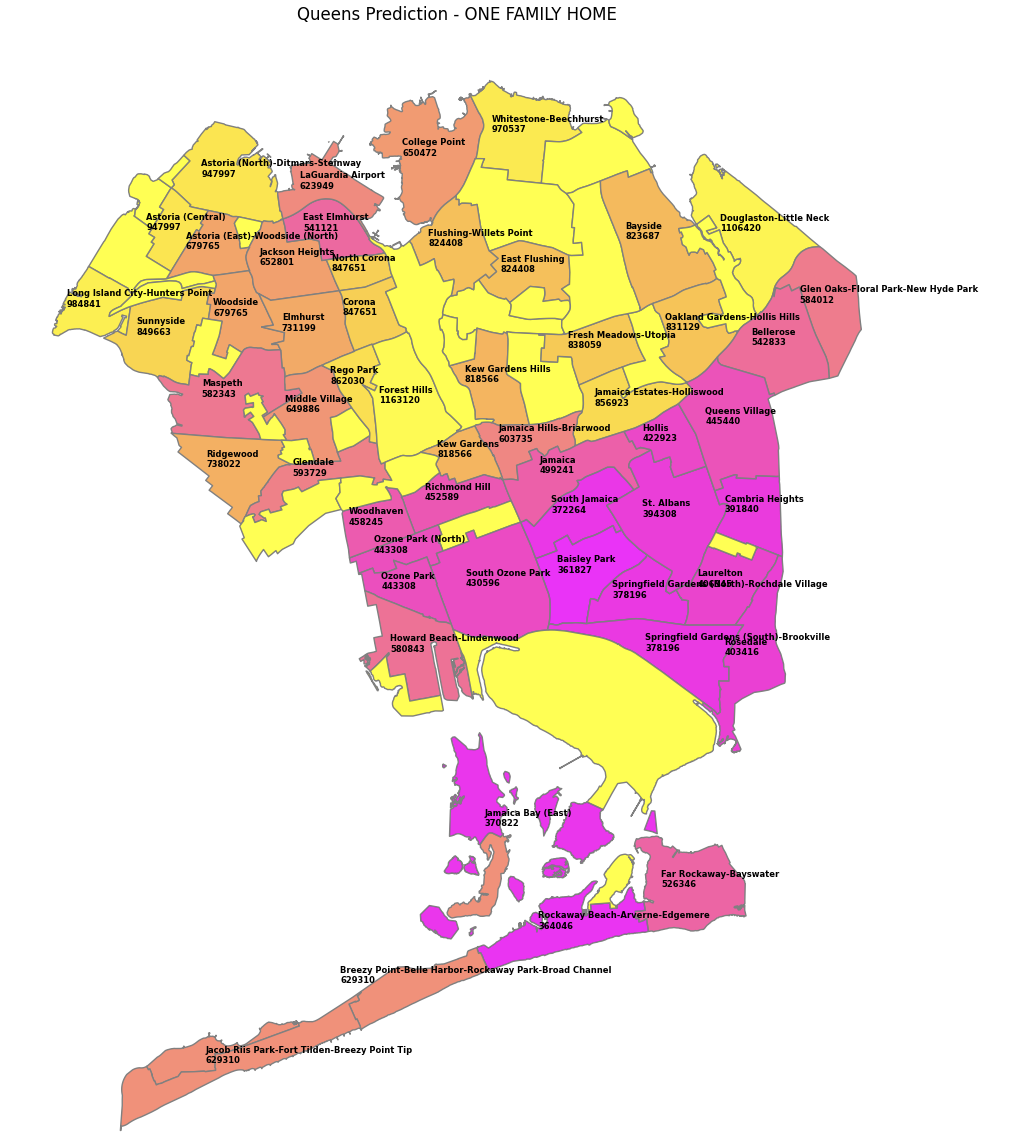 Queens Prediction - ONE FAMILY HOME
Whitestone-Beechhurst
970537
College Point
650472
Astoria (North)-Ditmars-Steinway
947997
LaGuardia Airport
623949
Astoria (Central)
947997
East Elmhurst
541121
Douglaston-Little Neck
1106420
Bayside
823687
Flushing-Willets Point
824408
Astoria (East)-Woodside (North)
679765
Jackson Heights
652801
North Corona
847651
East Flushing
824408
Glen Oaks-Floral Park-New Hyde Park
584012
Long Island City-Hunters Point
984841
Woodside
679765
Corona
847651
Elmhurst
731199
Sunnyside
849663
Oakland Gardens-Hollis Hills
831129
Bellerose
542833
Fresh Meadows-Utopia
838059
Rego Park
862030
Kew Gardens Hills
818566
Maspeth
582343
Forest Hills
1163120
Jamaica Estates-Holliswood
856923
Middle Village
649886
Queens Village
445440
Jamaica Hills-Briarwood
603735
Hollis
422923
Kew Gardens
818566
Ridgewood
738022
Glendale
593729
Jamaica
499241
Richmond Hill
452589
South Jamaica
372264
Cambria Heights
391840
St. Albans
394308
Woodhaven
458245
Ozone Park (North)
443308
Baisley Park
361827
South Ozone Park
430596
Ozone Park
443308
Laurelton
Springfield Gardens (North)-Rochdale Village
378196
Howard Beach-Lindenwood
580843
Springfield Gardens (South)-Brookville
378196
Rosedale
403416
Jamaica Bay (East)
370822
Far Rockaway-Bayswater
526346
Rockaway Beach-Arverne-Edgemere
364046
Breezy Point-Belle Harbor-Rockaway Park-Broad Channel
629310
Jacob Riis Park-Fort Tilden-Breezy Point Tip
629310